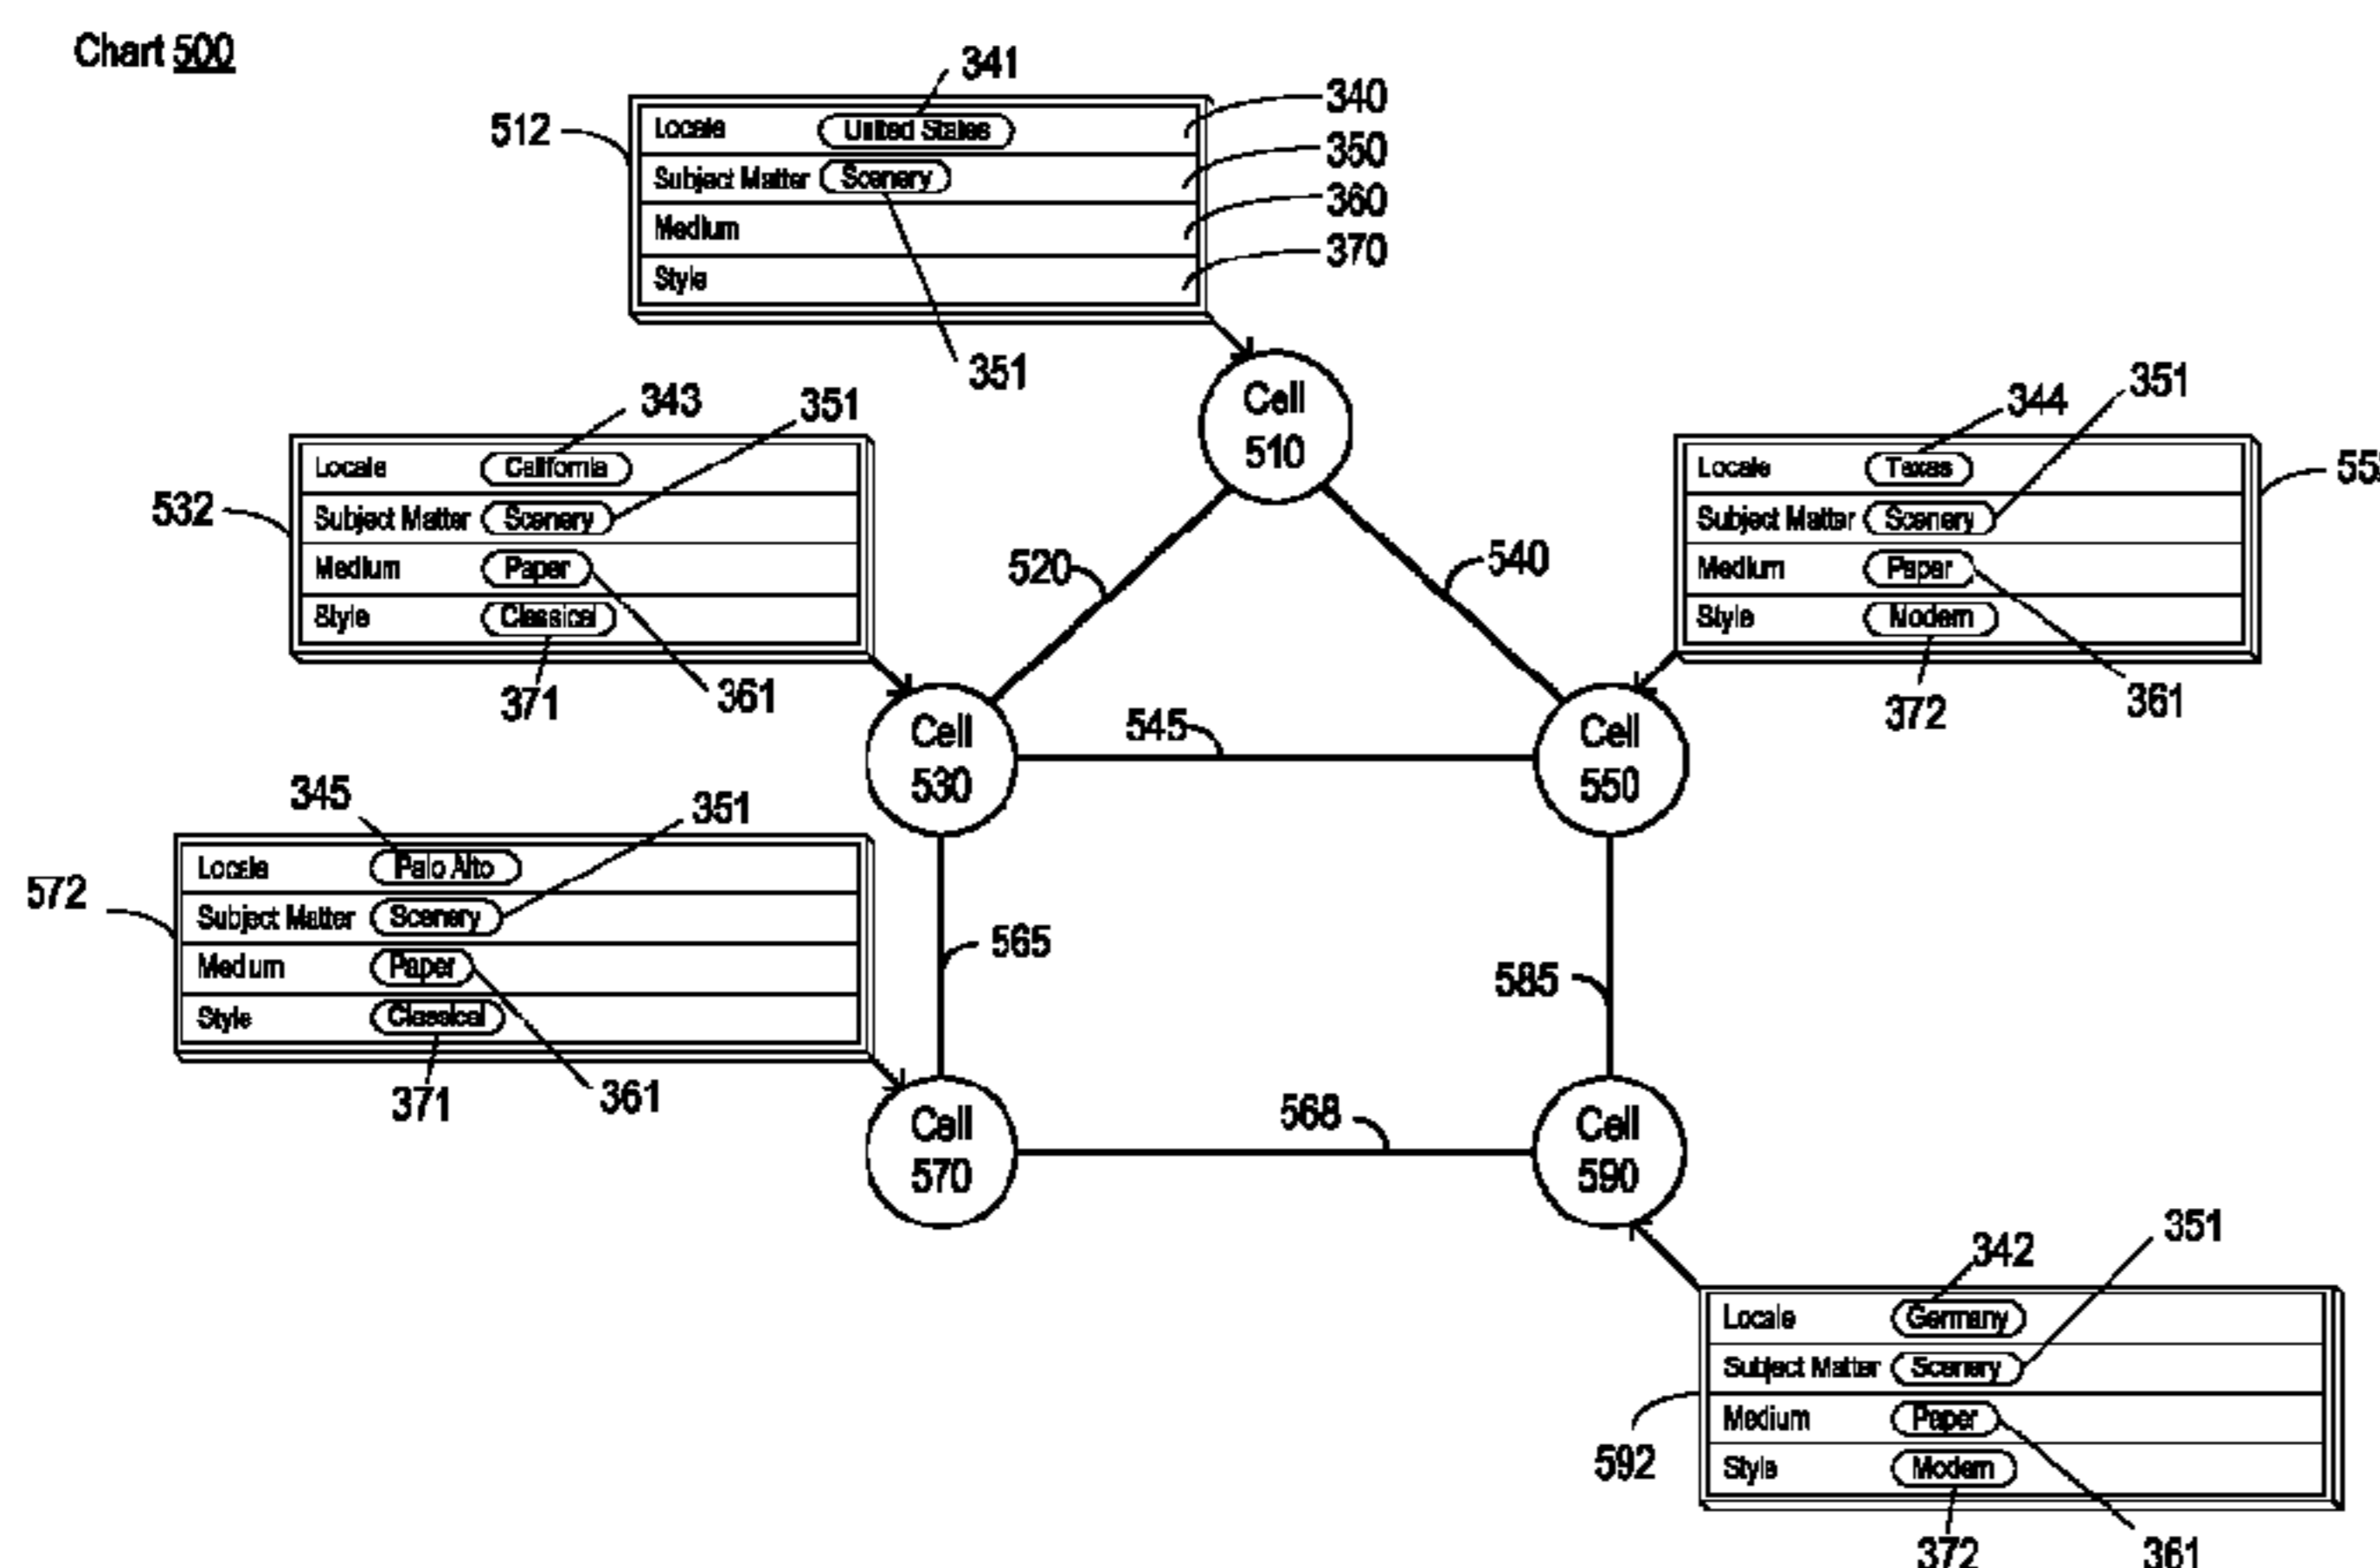 Chart 500
341
512
Locale United States
340
Subject Matter Scenery
350
Medium
360
Style
370
351
Cell
510
343
351
532
Locale California
Subject Matter Scenery
Medium Paper
Style Classical
371
361
344
351
Locale Texas
Subject Matter Scenery
Medium Paper
Style Modern
372
361
520
540
545
Cell
530
Cell
550
345
351
572
Locale Palo Alto
Subject Matter Scenery
Medium Paper
Style Classical
371
361
565
585
568
Cell
570
Cell
590
342
351
592
Locale Germany
Subject Matter Scenery
Medium Paper
Style Modern
372
361